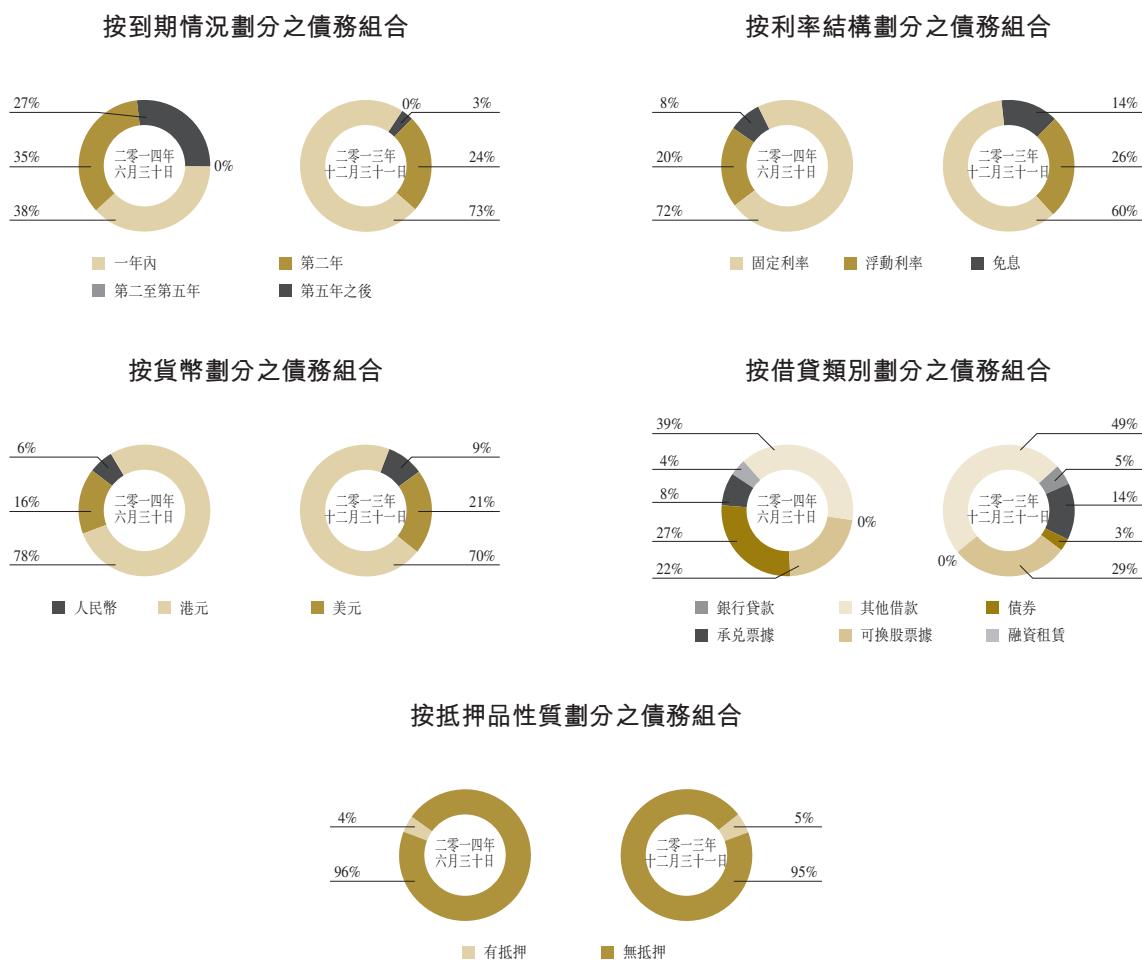 按到期情況劃分之債務組合
27%
35%
38%
0%
二零一四年
六月三十日
0%
3%
24%
73%
二零一三年
十二月三十一日
一年內
第二年
第二至第五年
第五年之後
按利率結構劃分之債務組合
8%
20%
72%
二零一四年
六月三十日
14%
26%
60%
二零一三年
十二月三十一日
固定利率
浮動利率
免息
按貨幣劃分之債務組合
6%
16%
78%
二零一四年
六月三十日
9%
21%
70%
二零一三年
十二月三十一日
人民幣
港元
美元
按借貸類別劃分之債務組合
39%
4%
8%
27%
22%
0%
二零一四年
六月三十日
49%
5%
14%
3%
29%
0%
二零一三年
十二月三十一日
銀行貸款
其他借款
債券
承兌票據
可換股票據
融資租賃
按抵押品性質劃分之債務組合
4%
96%
二零一四年
六月三十日
5%
95%
二零一三年
十二月三十一日
有抵押
無抵押